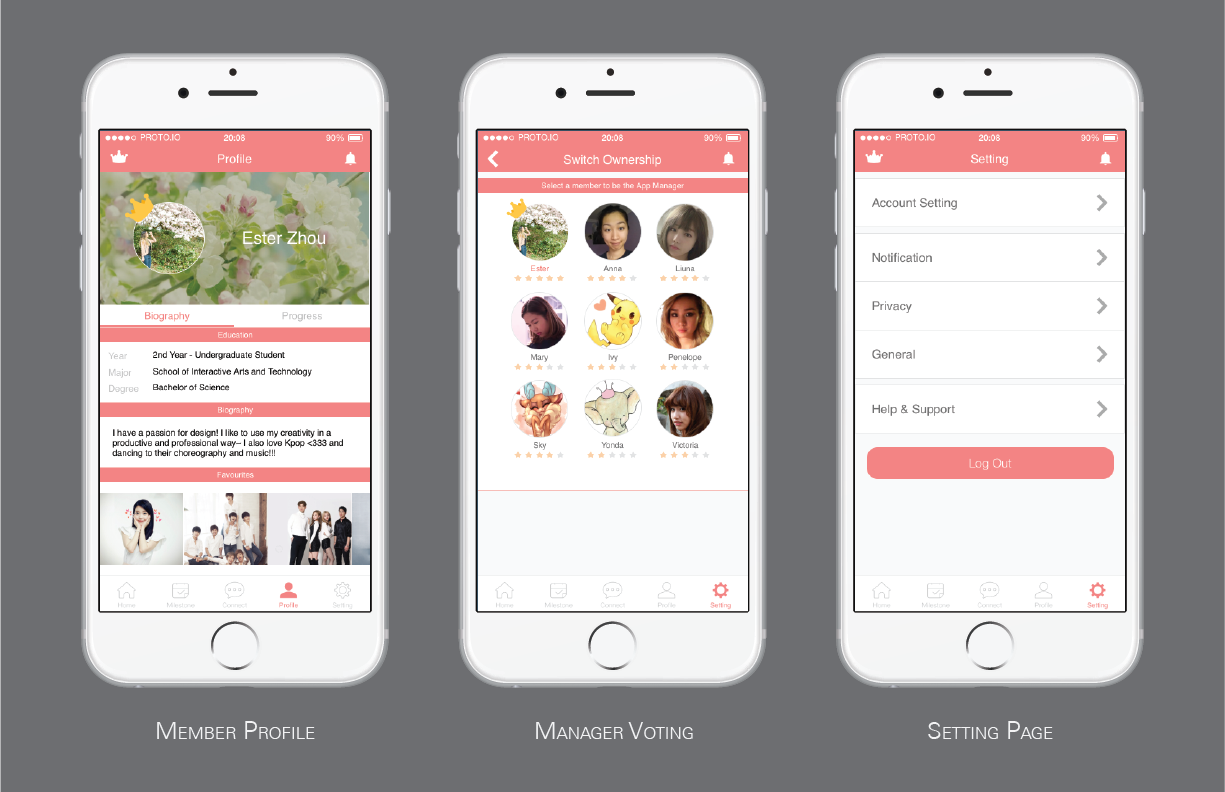 PROTO.IO 20:08 90%
Profile
Ester Zhou
Biography Progress
Education
Year 2nd Year - Undergraduate Student
Major School of Interactive Arts and Technology
Degree Bachelor of Science
Biography
I have a passion for design! I like to use my creativity in a
productive and professional way~ I also love Kpop <333 and
dancing to their choreography and music!!!
Favourites
Home Milestone Connect Profile Setting
MEMBER PROFILE
PROTO.IO 20:08 90%
Switch Ownership
Select a member to be the App Manager
Ester Anna Liuna
Mary Ivy Penelope
Sky Yonda Victoria
Home Milestone Connect Profile Setting
MANAGER VOTING
PROTO.IO 20:08 90%
Setting
Account Setting
Notification
Privacy
General
Help & Support
Log Out
Home Milestone Connect Profile Setting
SETTING PAGE